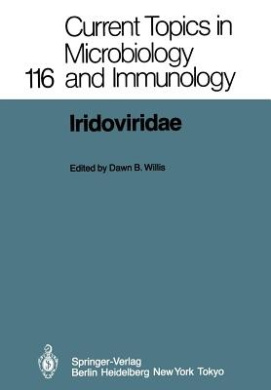 Current Topics in
Microbiology
116 and Immunology
Iridoviridae
Edited by Dawn B. Willis
Springer-Verlag
Berlin Heidelberg New York Tokyo